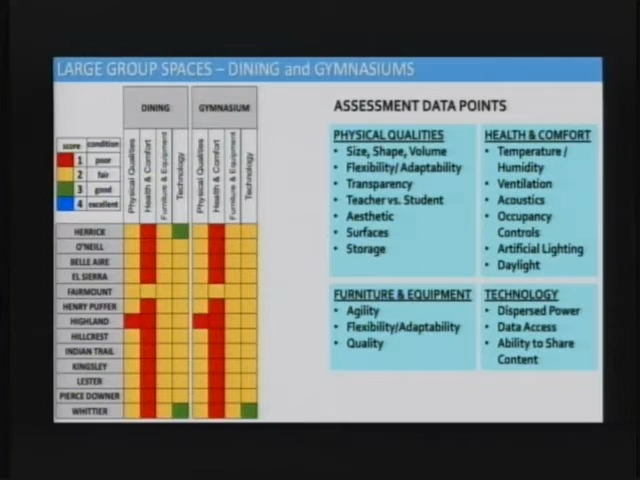 LARGE GROUP SPACES – DINING and GYMNASIUMS
DINING
GYMNASIUM
score condition
1 poor
2 fair
3 good
4 excellent
Physical Qualities
Health & Comfort
Furniture & Equipment
Technology
Physical Qualities
Health & Comfort
Furniture & Equipment
Technology
HERRICK
O'NEILL
BELLE AIRE
EL SIERRA
FAIRMOUNT
HENRY PUFFER
HIGHLAND
HILLCREST
INDIAN TRAIL
KINGSLEY
LESTER
PIERCE DOWNER
WHITTIER
ASSESSMENT DATA POINTS
PHYSICAL QUALITIES
• Size, Shape, Volume
• Flexibility/ Adaptability
• Transparency
• Teacher vs. Student
• Aesthetic
• Surfaces
• Storage
HEALTH & COMFORT
• Temperature /
Humidity
• Ventilation
• Acoustics
• Occupancy
Controls
• Artificial Lighting
• Daylight
FURNITURE & EQUIPMENT
• Agility
• Flexibility/Adaptability
• Quality
TECHNOLOGY
• Dispersed Power
• Data Access
• Ability to Share
Content